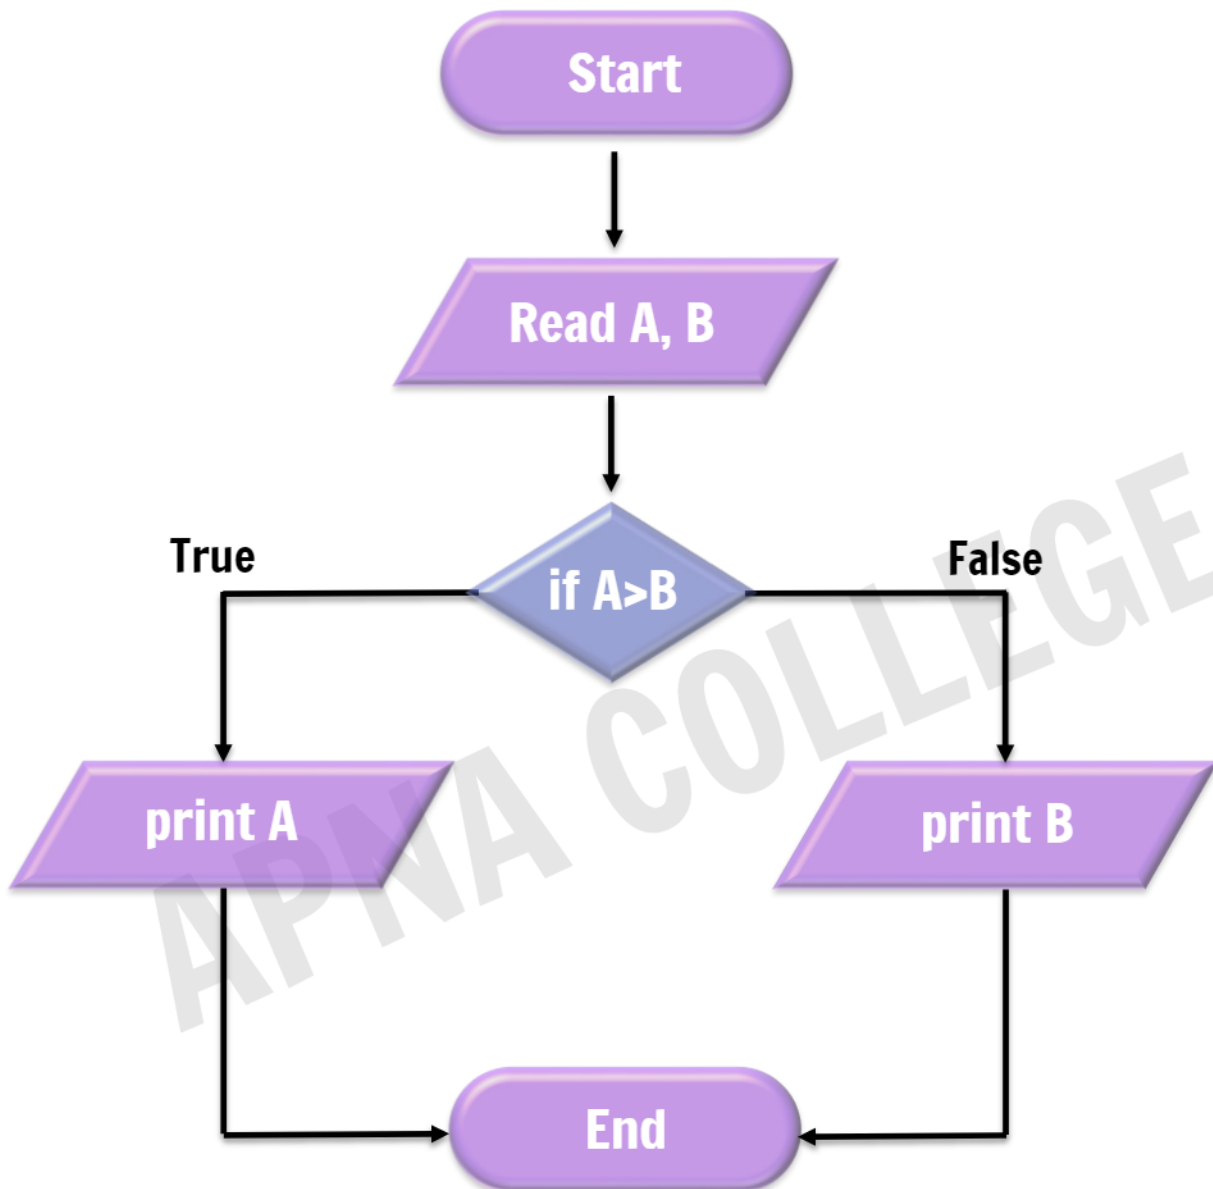 Start
Read A, B
True
if A>B
False
print A
print B
End
APNA COLLEGE